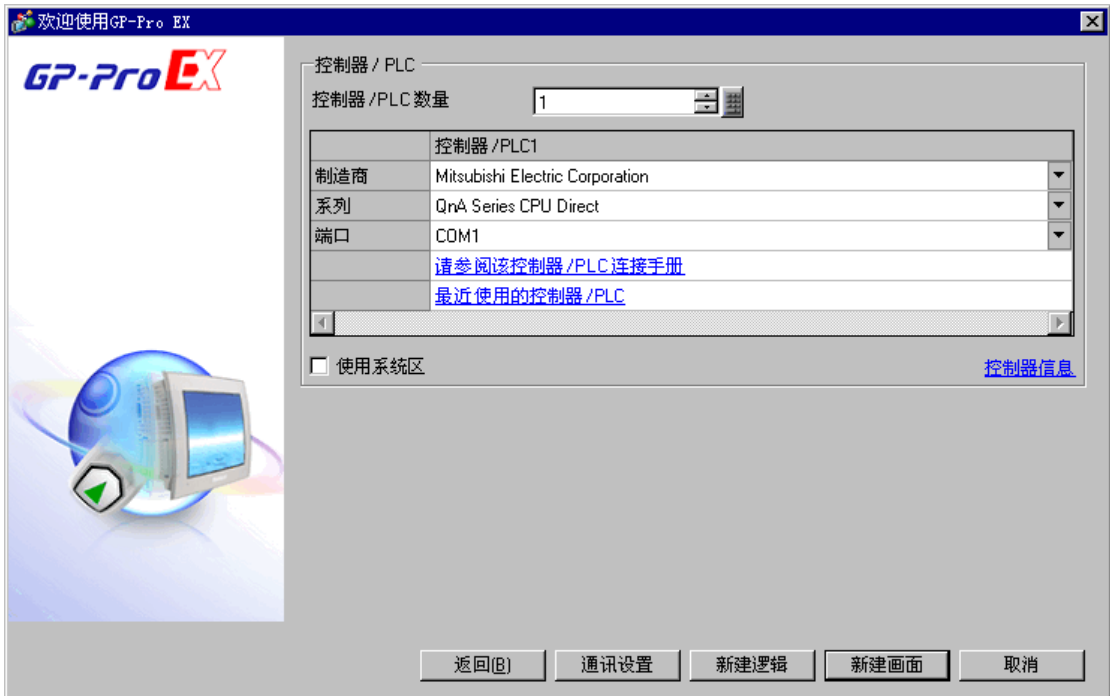 欢迎使用GP-Pro EX
GP-Pro EX
控制器 / PLC
控制器 /PLC 数量 1
控制器 /PLC1
制造商 Mitsubishi Electric Corporation
系列 QnA Series CPU Direct
端口 COM1
请参阅该控制器 /PLC 连接手册
最近使用的控制器 /PLC
使用系统区 控制器信息
返回(B) 通讯设置 新建逻辑 新建画面 取消